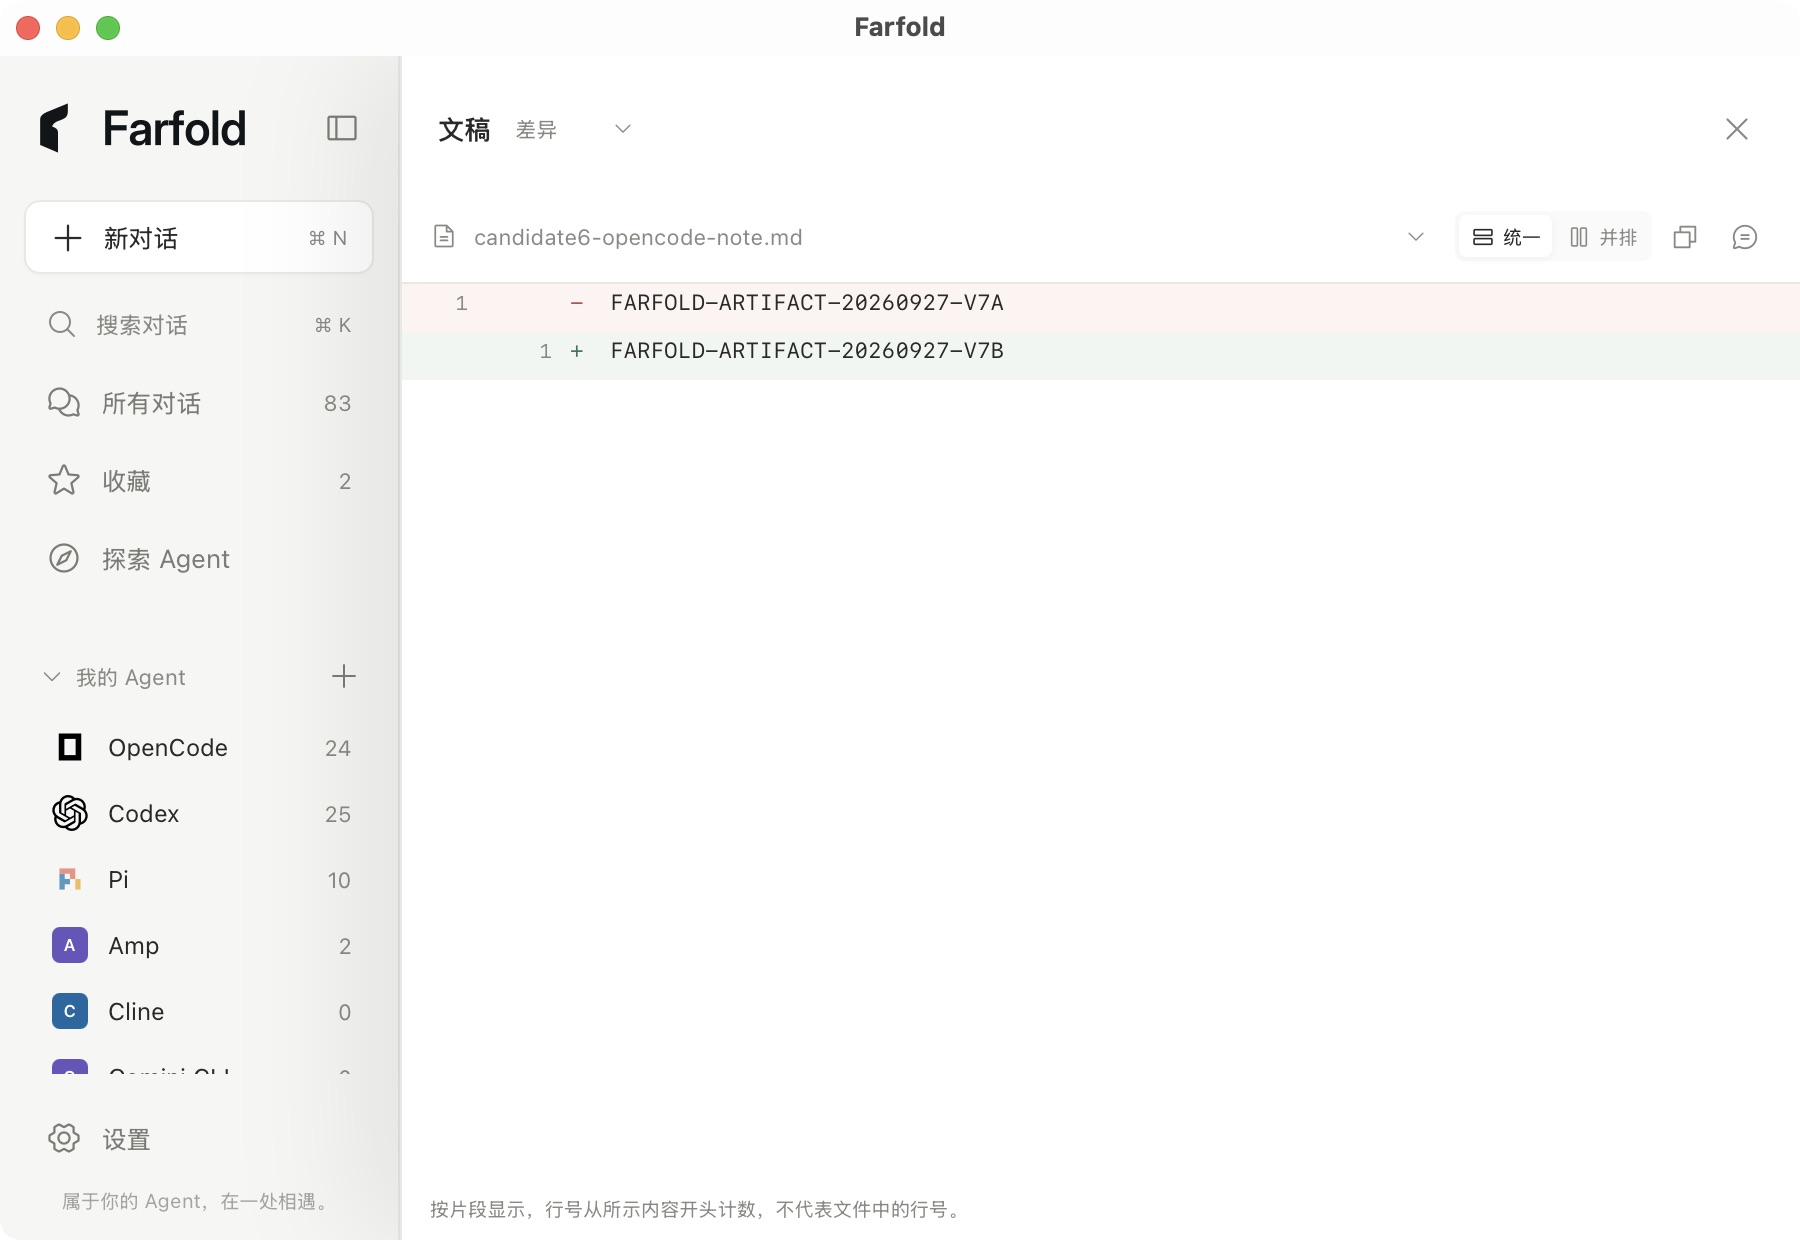 Farfold
Farfold
新对话 ⌘ N
搜索对话 ⌘ K
所有对话 83
收藏 2
探索 Agent
我的 Agent
OpenCode 24
Codex 25
Pi 10
A Amp 2
C Cline 0
设置
属于你的 Agent，在一处相遇。
文稿 差异
candidate6-opencode-note.md 统一 并排
1 − FARFOLD-ARTIFACT-20260927-V7A
1 + FARFOLD-ARTIFACT-20260927-V7B
按片段显示，行号从所示内容开头计数，不代表文件中的行号。